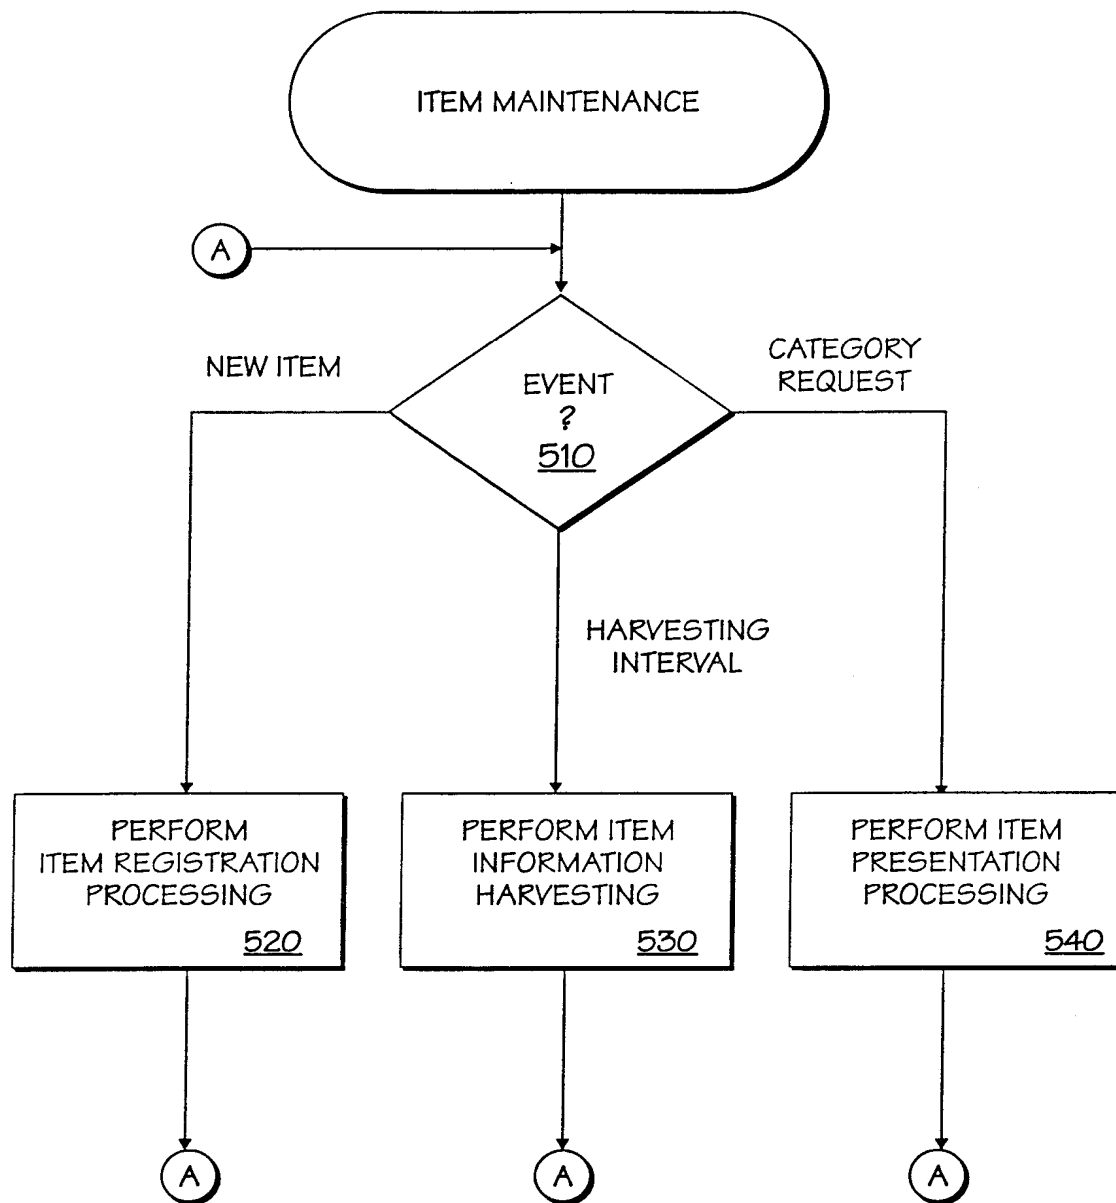 ITEM MAINTENANCE
A
NEW ITEM
EVENT
?
510
CATEGORY
REQUEST
HARVESTING
INTERVAL
PERFORM
ITEM REGISTRATION
PROCESSING
520
PERFORM ITEM
INFORMATION
HARVESTING
530
PERFORM ITEM
PRESENTATION
PROCESSING
540
A
A
A